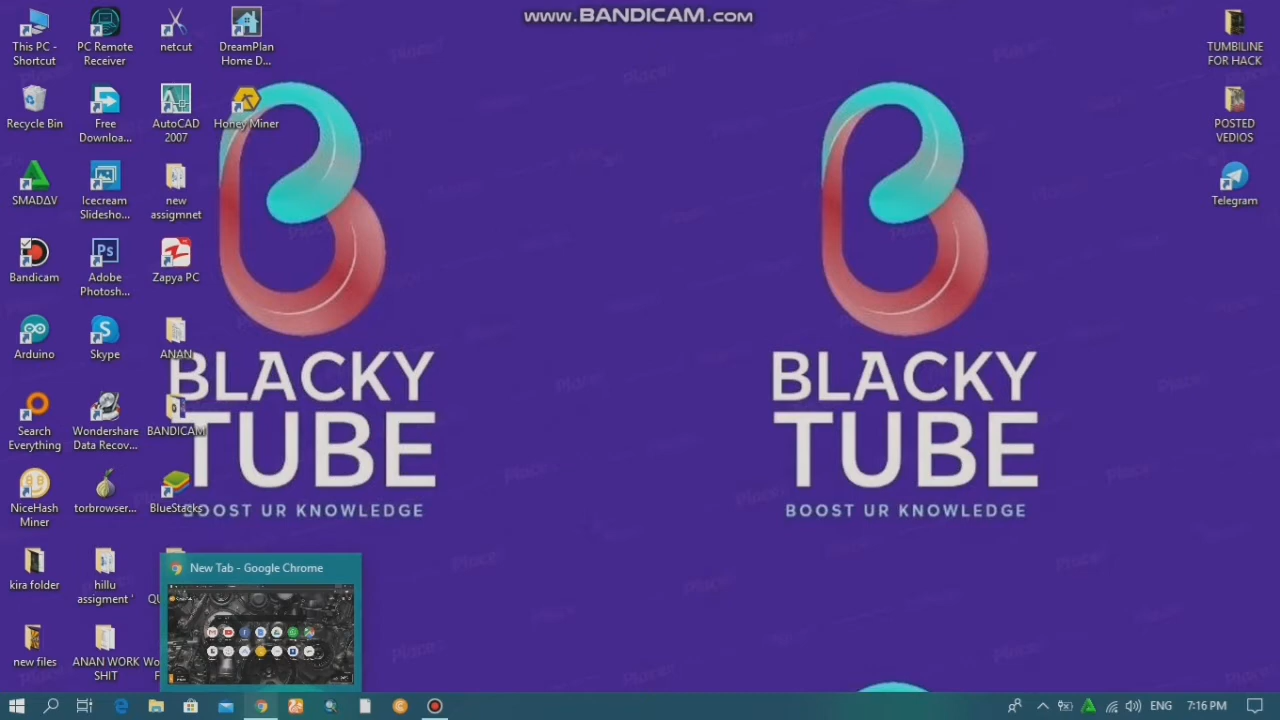 www.BANDICAM.com
This PC -
Shortcut
PC Remote
Receiver
netcut
DreamPlan
Home D...
TUMBILINE
FOR HACK
Recycle Bin
Free
Downloa...
AutoCAD
2007
Honey Miner
POSTED
VEDIOS
SMADΔV
Icecream
Slidesho...
new
assigmnet
Telegram
Bandicam
Adobe
Photosh...
Zapya PC
Arduino
Skype
ANAN
BLACKY
TUBE
BOOST UR KNOWLEDGE
BLACKY
TUBE
BOOST UR KNOWLEDGE
Search
Everything
Wondershare
Data Recov...
BANDICAM
NiceHash
Miner
torbrowser...
BlueStacks
kira folder
hillu
assigment '
New Tab - Google Chrome
new files
ANAN WORK
SHIT
ENG
7:16 PM